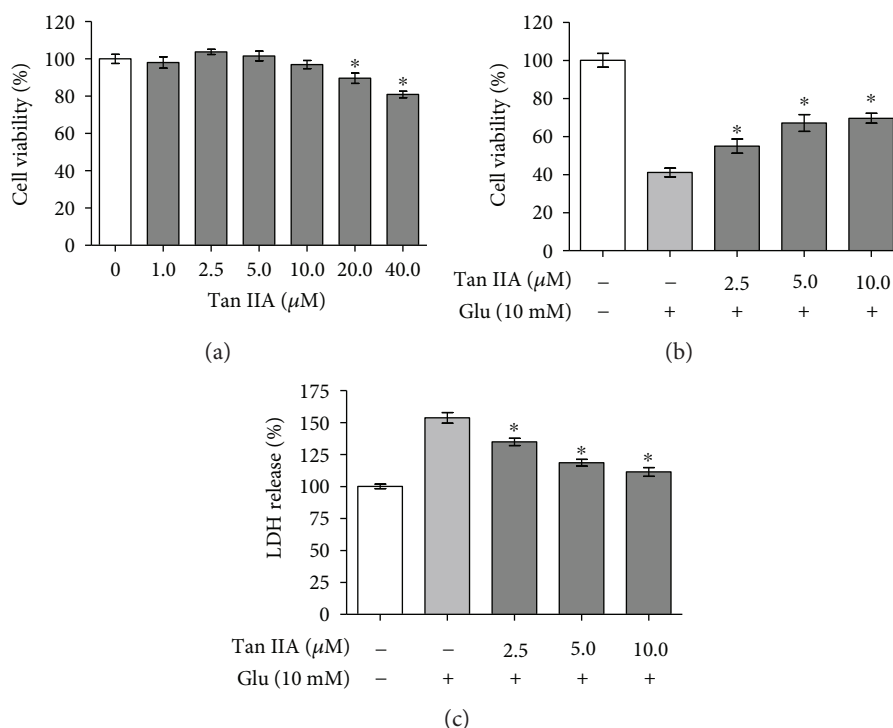 120
100
80
60
40
20
0
Cell viability (%)
* *
0 1.0 2.5 5.0 10.0 20.0 40.0
Tan IIA (μM)
(a)
120
100
80
60
40
20
0
Cell viability (%)
* * *
Tan IIA (μM) − − 2.5 5.0 10.0
Glu (10 mM) − + + + +
(b)
175
150
125
100
75
50
25
0
LDH release (%)
* * *
Tan IIA (μM) − − 2.5 5.0 10.0
Glu (10 mM) − + + + +
(c)